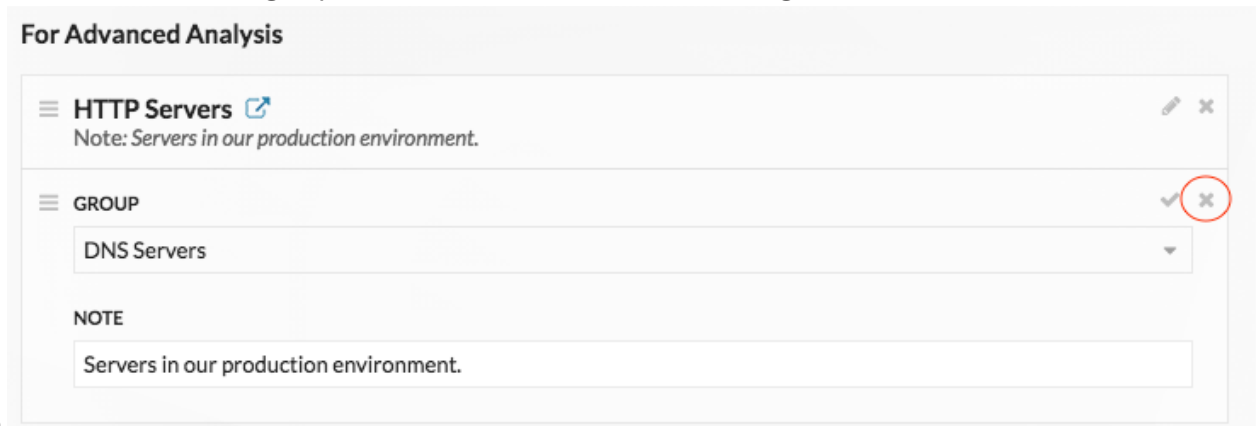 For Advanced Analysis
HTTP Servers
Note: Servers in our production environment.
GROUP
DNS Servers
NOTE
Servers in our production environment.